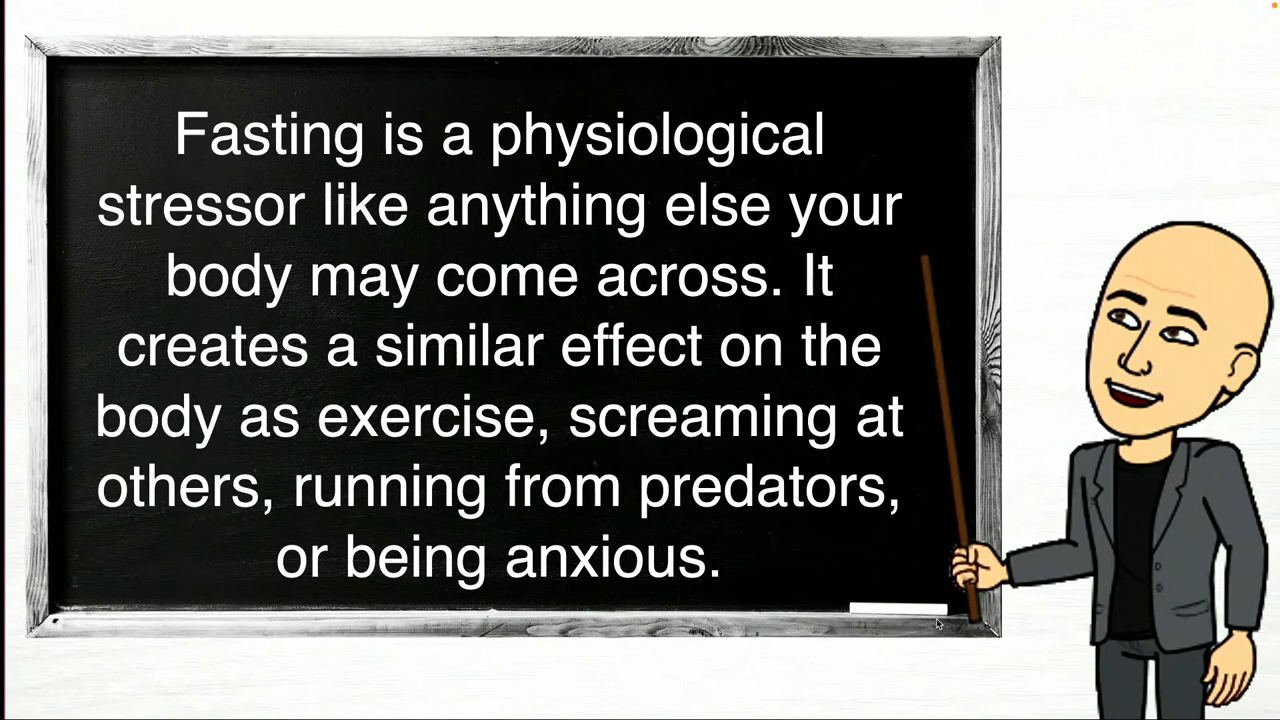 Fasting is a physiological
stressor like anything else your
body may come across. It
creates a similar effect on the
body as exercise, screaming at
others, running from predators,
or being anxious.